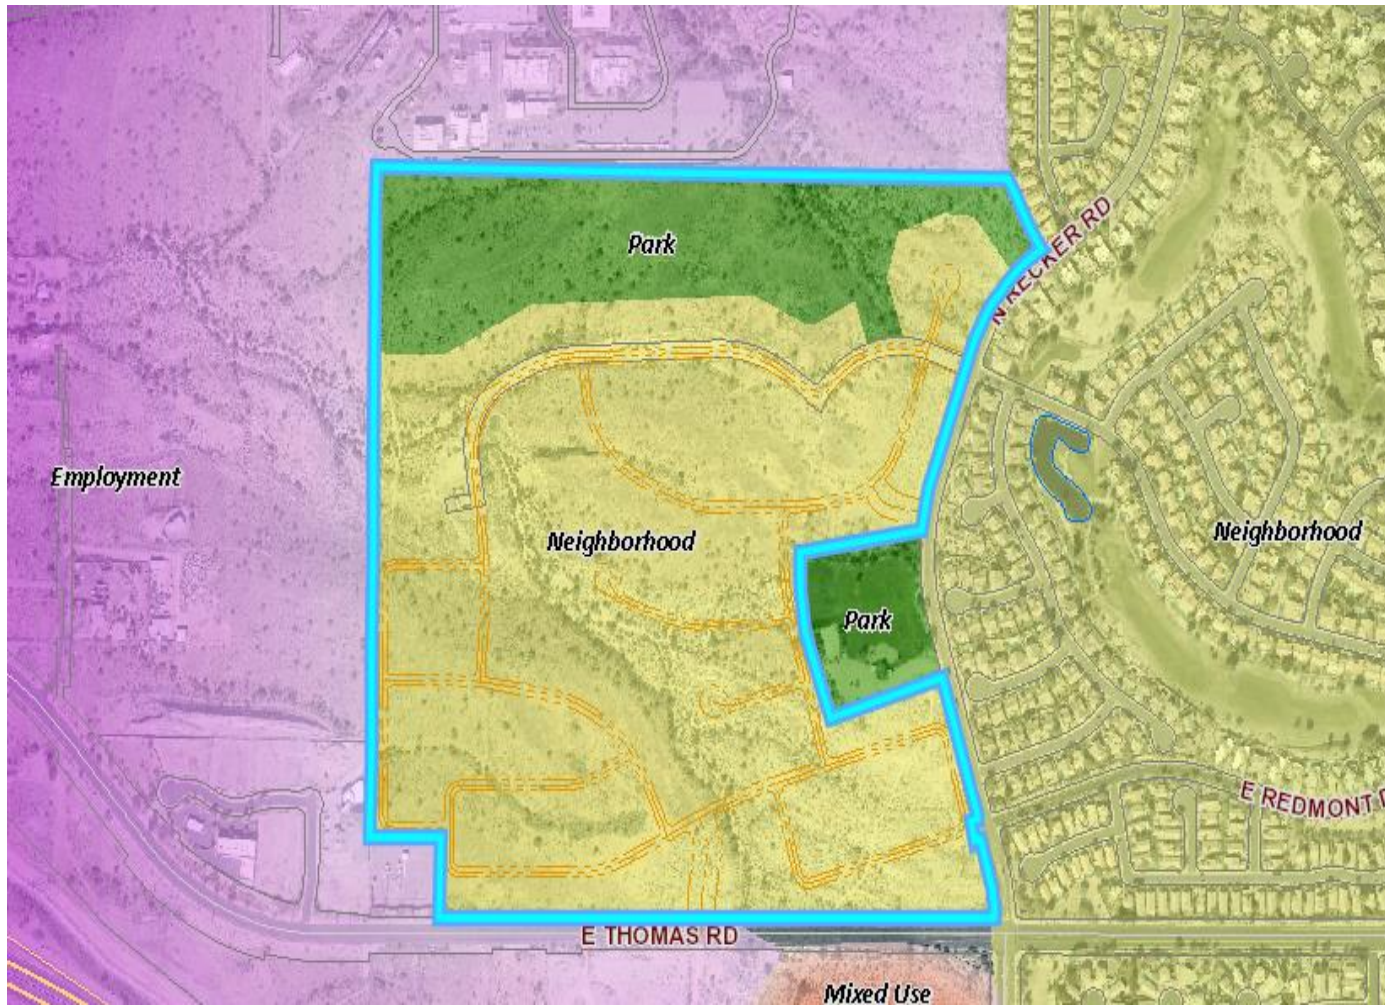 Park
N RECKER RD
Employment
Neighborhood
Neighborhood
Park
E REDMONT D
E THOMAS RD
Mixed Use